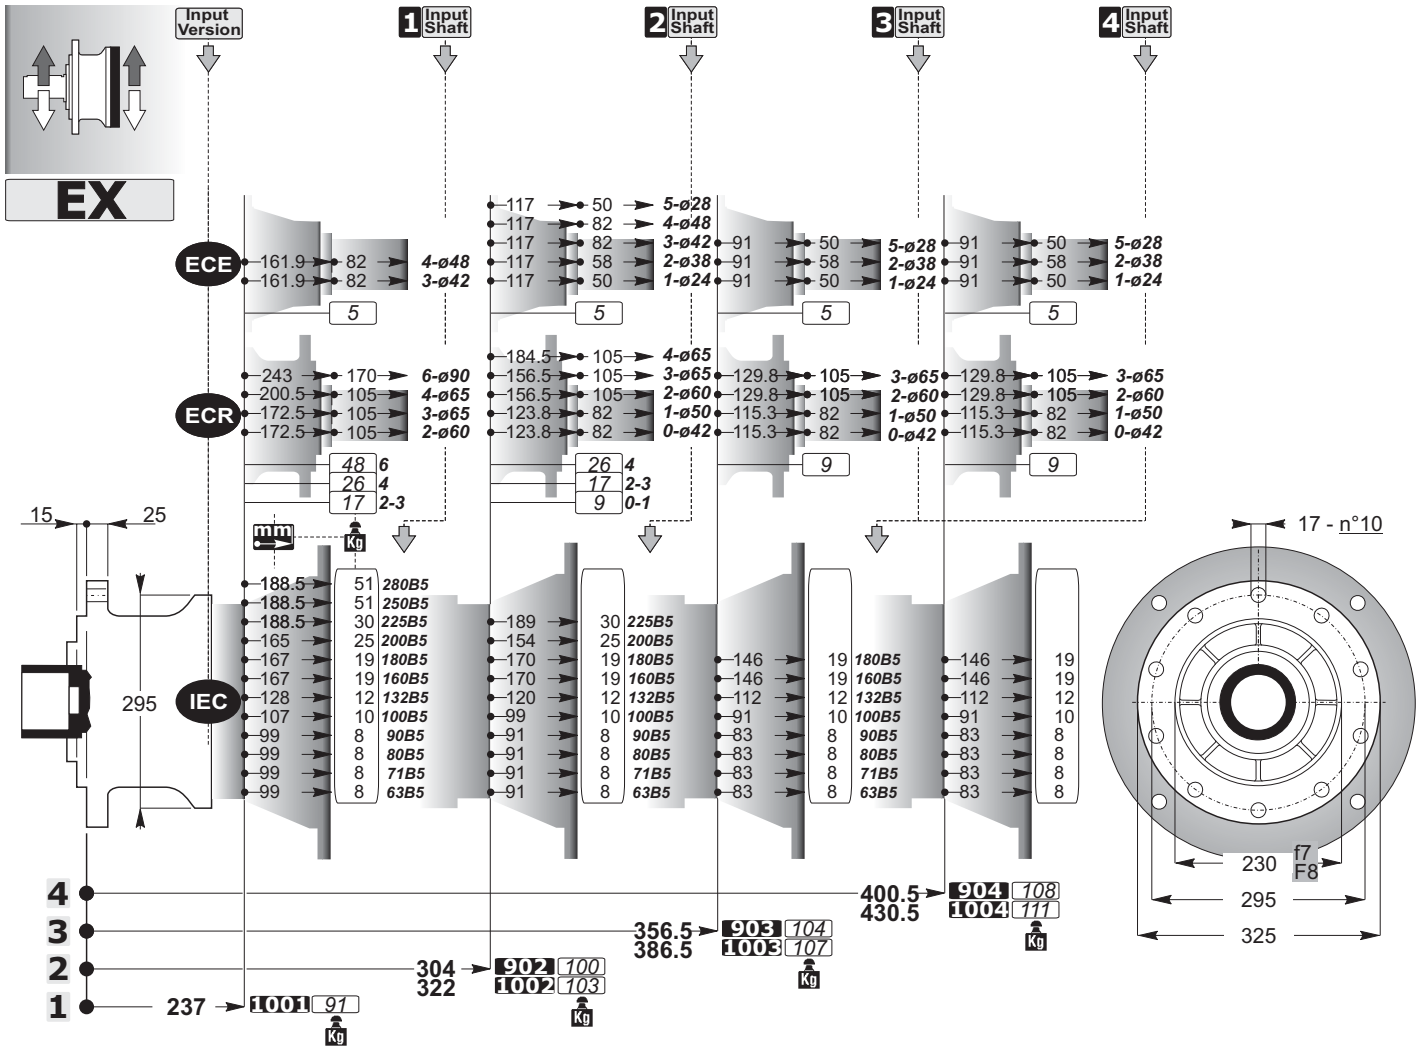 Input
Version
1 Input
Shaft
2 Input
Shaft
3 Input
Shaft
4 Input
Shaft
EX
117 50 5-ø28
117 82 4-ø48
117 82 3-ø42 91 50 5-ø28 91 50 5-ø28
ECE 161.9 82 4-ø48 117 58 2-ø38 91 58 2-ø38 91 58 2-ø38
161.9 82 3-ø42 117 50 1-ø24 91 50 1-ø24 91 50 1-ø24
5 5 5 5
184.5 105 4-ø65
243 170 6-ø90 156.5 105 3-ø65 129.8 105 3-ø65 129.8 105 3-ø65
200.5 105 4-ø65 156.5 105 2-ø60 129.8 105 2-ø60 129.8 105 2-ø60
ECR 172.5 105 3-ø65 123.8 82 1-ø50 115.3 82 1-ø50 115.3 82 1-ø50
172.5 105 2-ø60 123.8 82 0-ø42 115.3 82 0-ø42 115.3 82 0-ø42
48 6 26 4 9 9
26 4 17 2-3
17 2-3 9 0-1
15 25 17 - n°10
mm Kg
188.5 51 280B5
188.5 51 250B5
188.5 30 225B5 189 30 225B5
165 25 200B5 154 25 200B5
167 19 180B5 170 19 180B5 146 19 180B5 146 19
167 19 160B5 170 19 160B5 146 19 160B5 146 19
295 IEC 128 12 132B5 120 12 132B5 112 12 132B5 112 12
107 10 100B5 99 10 100B5 91 10 100B5 91 10
99 8 90B5 91 8 90B5 83 8 90B5 83 8
99 8 80B5 91 8 80B5 83 8 80B5 83 8
99 8 71B5 91 8 71B5 83 8 71B5 83 8
99 8 63B5 91 8 63B5 83 8 63B5 83 8
230 f7
F8
295
325
4 400.5 904 108
430.5 1004 111
Kg
3 356.5 903 104
386.5 1003 107
Kg
2 304 902 100
322 1002 103
Kg
1 237 1001 91
Kg